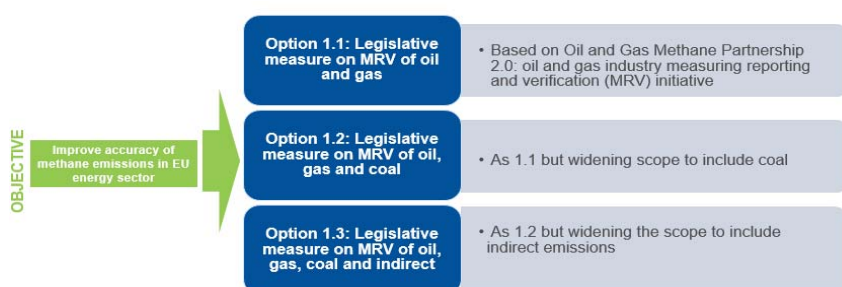 OBJECTIVE
Improve accuracy of
methane emissions in EU
energy sector
Option 1.1: Legislative
measure on MRV of oil
and gas
• Based on Oil and Gas Methane Partnership
2.0: oil and gas industry measuring reporting
and verification (MRV) initiative
Option 1.2: Legislative
measure on MRV of oil,
gas and coal
• As 1.1 but widening scope to include coal
Option 1.3: Legislative
measure on MRV of oil,
gas, coal and indirect
• As 1.2 but widening the scope to include
indirect emissions